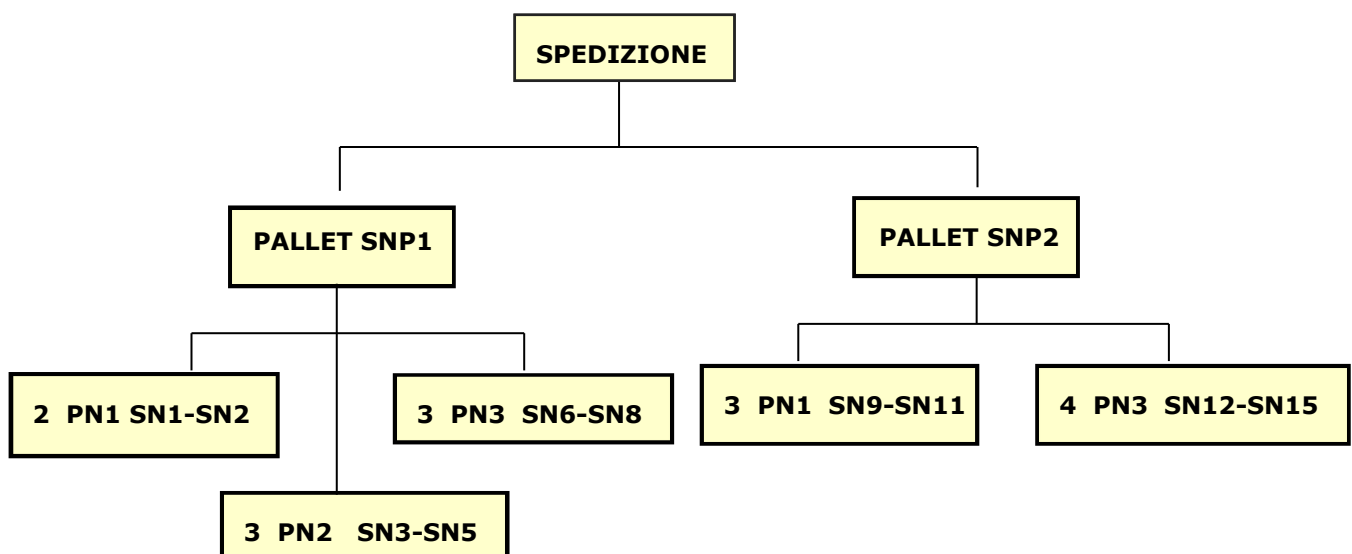 SPEDIZIONE
PALLET SNP1
PALLET SNP2
2 PN1 SN1-SN2
3 PN3 SN6-SN8
3 PN1 SN9-SN11
4 PN3 SN12-SN15
3 PN2 SN3-SN5